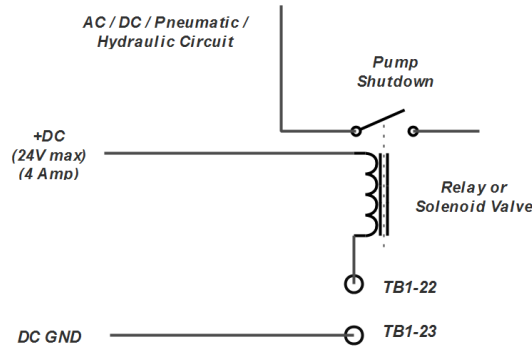 AC / DC / Pneumatic /
Hydraulic Circuit
Pump
Shutdown
+DC
(24V max)
(4 Amp)
Relay or
Solenoid Valve
TB1-22
TB1-23
DC GND